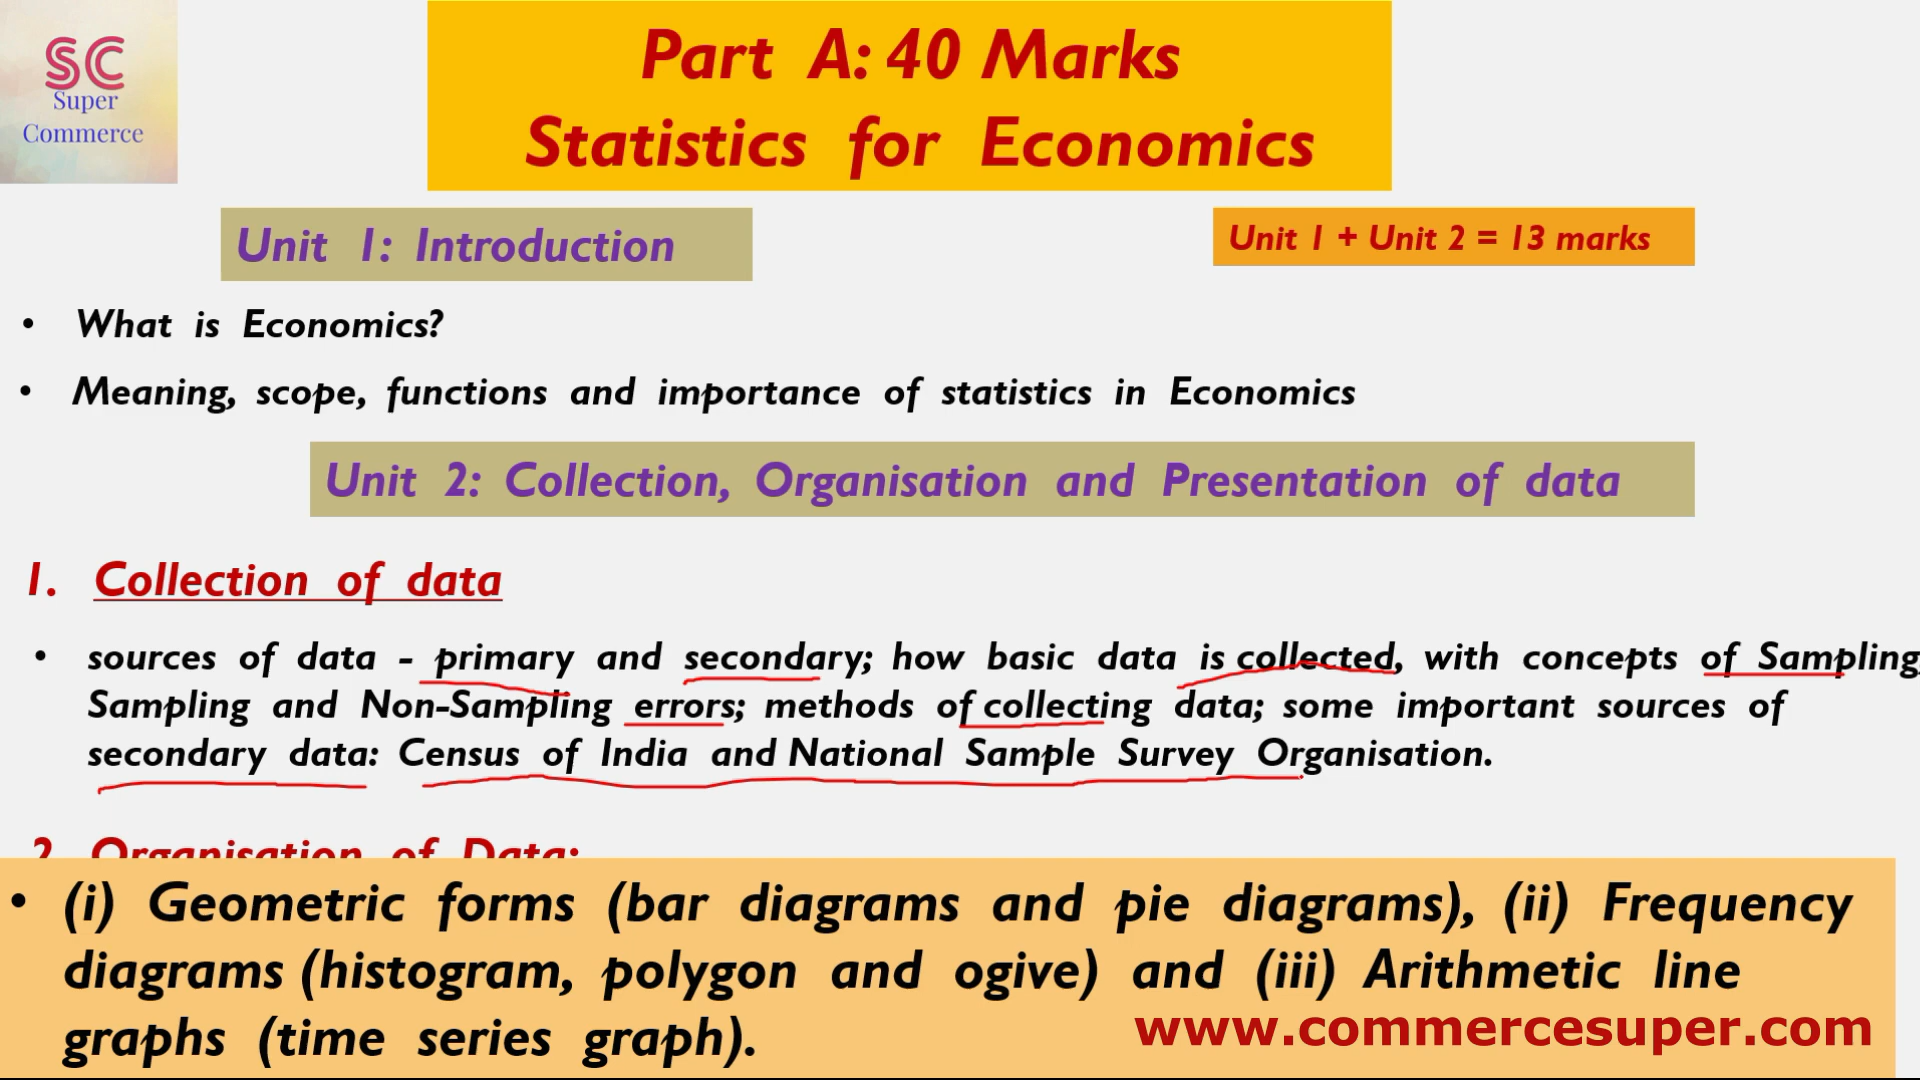 SC
Super
Commerce
Part A: 40 Marks
Statistics for Economics
Unit 1: Introduction
Unit 1 + Unit 2 = 13 marks
• What is Economics?
• Meaning, scope, functions and importance of statistics in Economics
Unit 2: Collection, Organisation and Presentation of data
1. Collection of data
• sources of data - primary and secondary; how basic data is collected, with concepts of Sampling,
Sampling and Non-Sampling errors; methods of collecting data; some important sources of
secondary data: Census of India and National Sample Survey Organisation.
2. Organisation of Data:
• (i) Geometric forms (bar diagrams and pie diagrams), (ii) Frequency
diagrams (histogram, polygon and ogive) and (iii) Arithmetic line
graphs (time series graph).
www.commercesuper.com